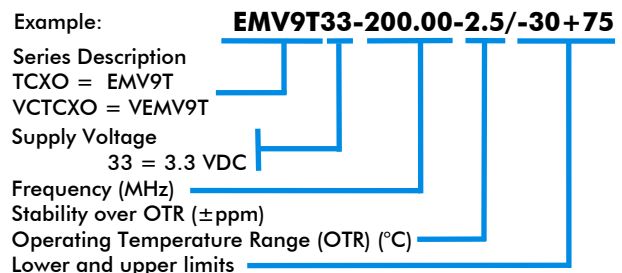 Example: EMV9T33-200.00-2.5/-30+75
Series Description
TCXO = EMV9T
VCTCXO = VEMV9T
Supply Voltage
33 = 3.3 VDC
Frequency (MHz)
Stability over OTR (±ppm)
Operating Temperature Range (OTR) (°C)
Lower and upper limits